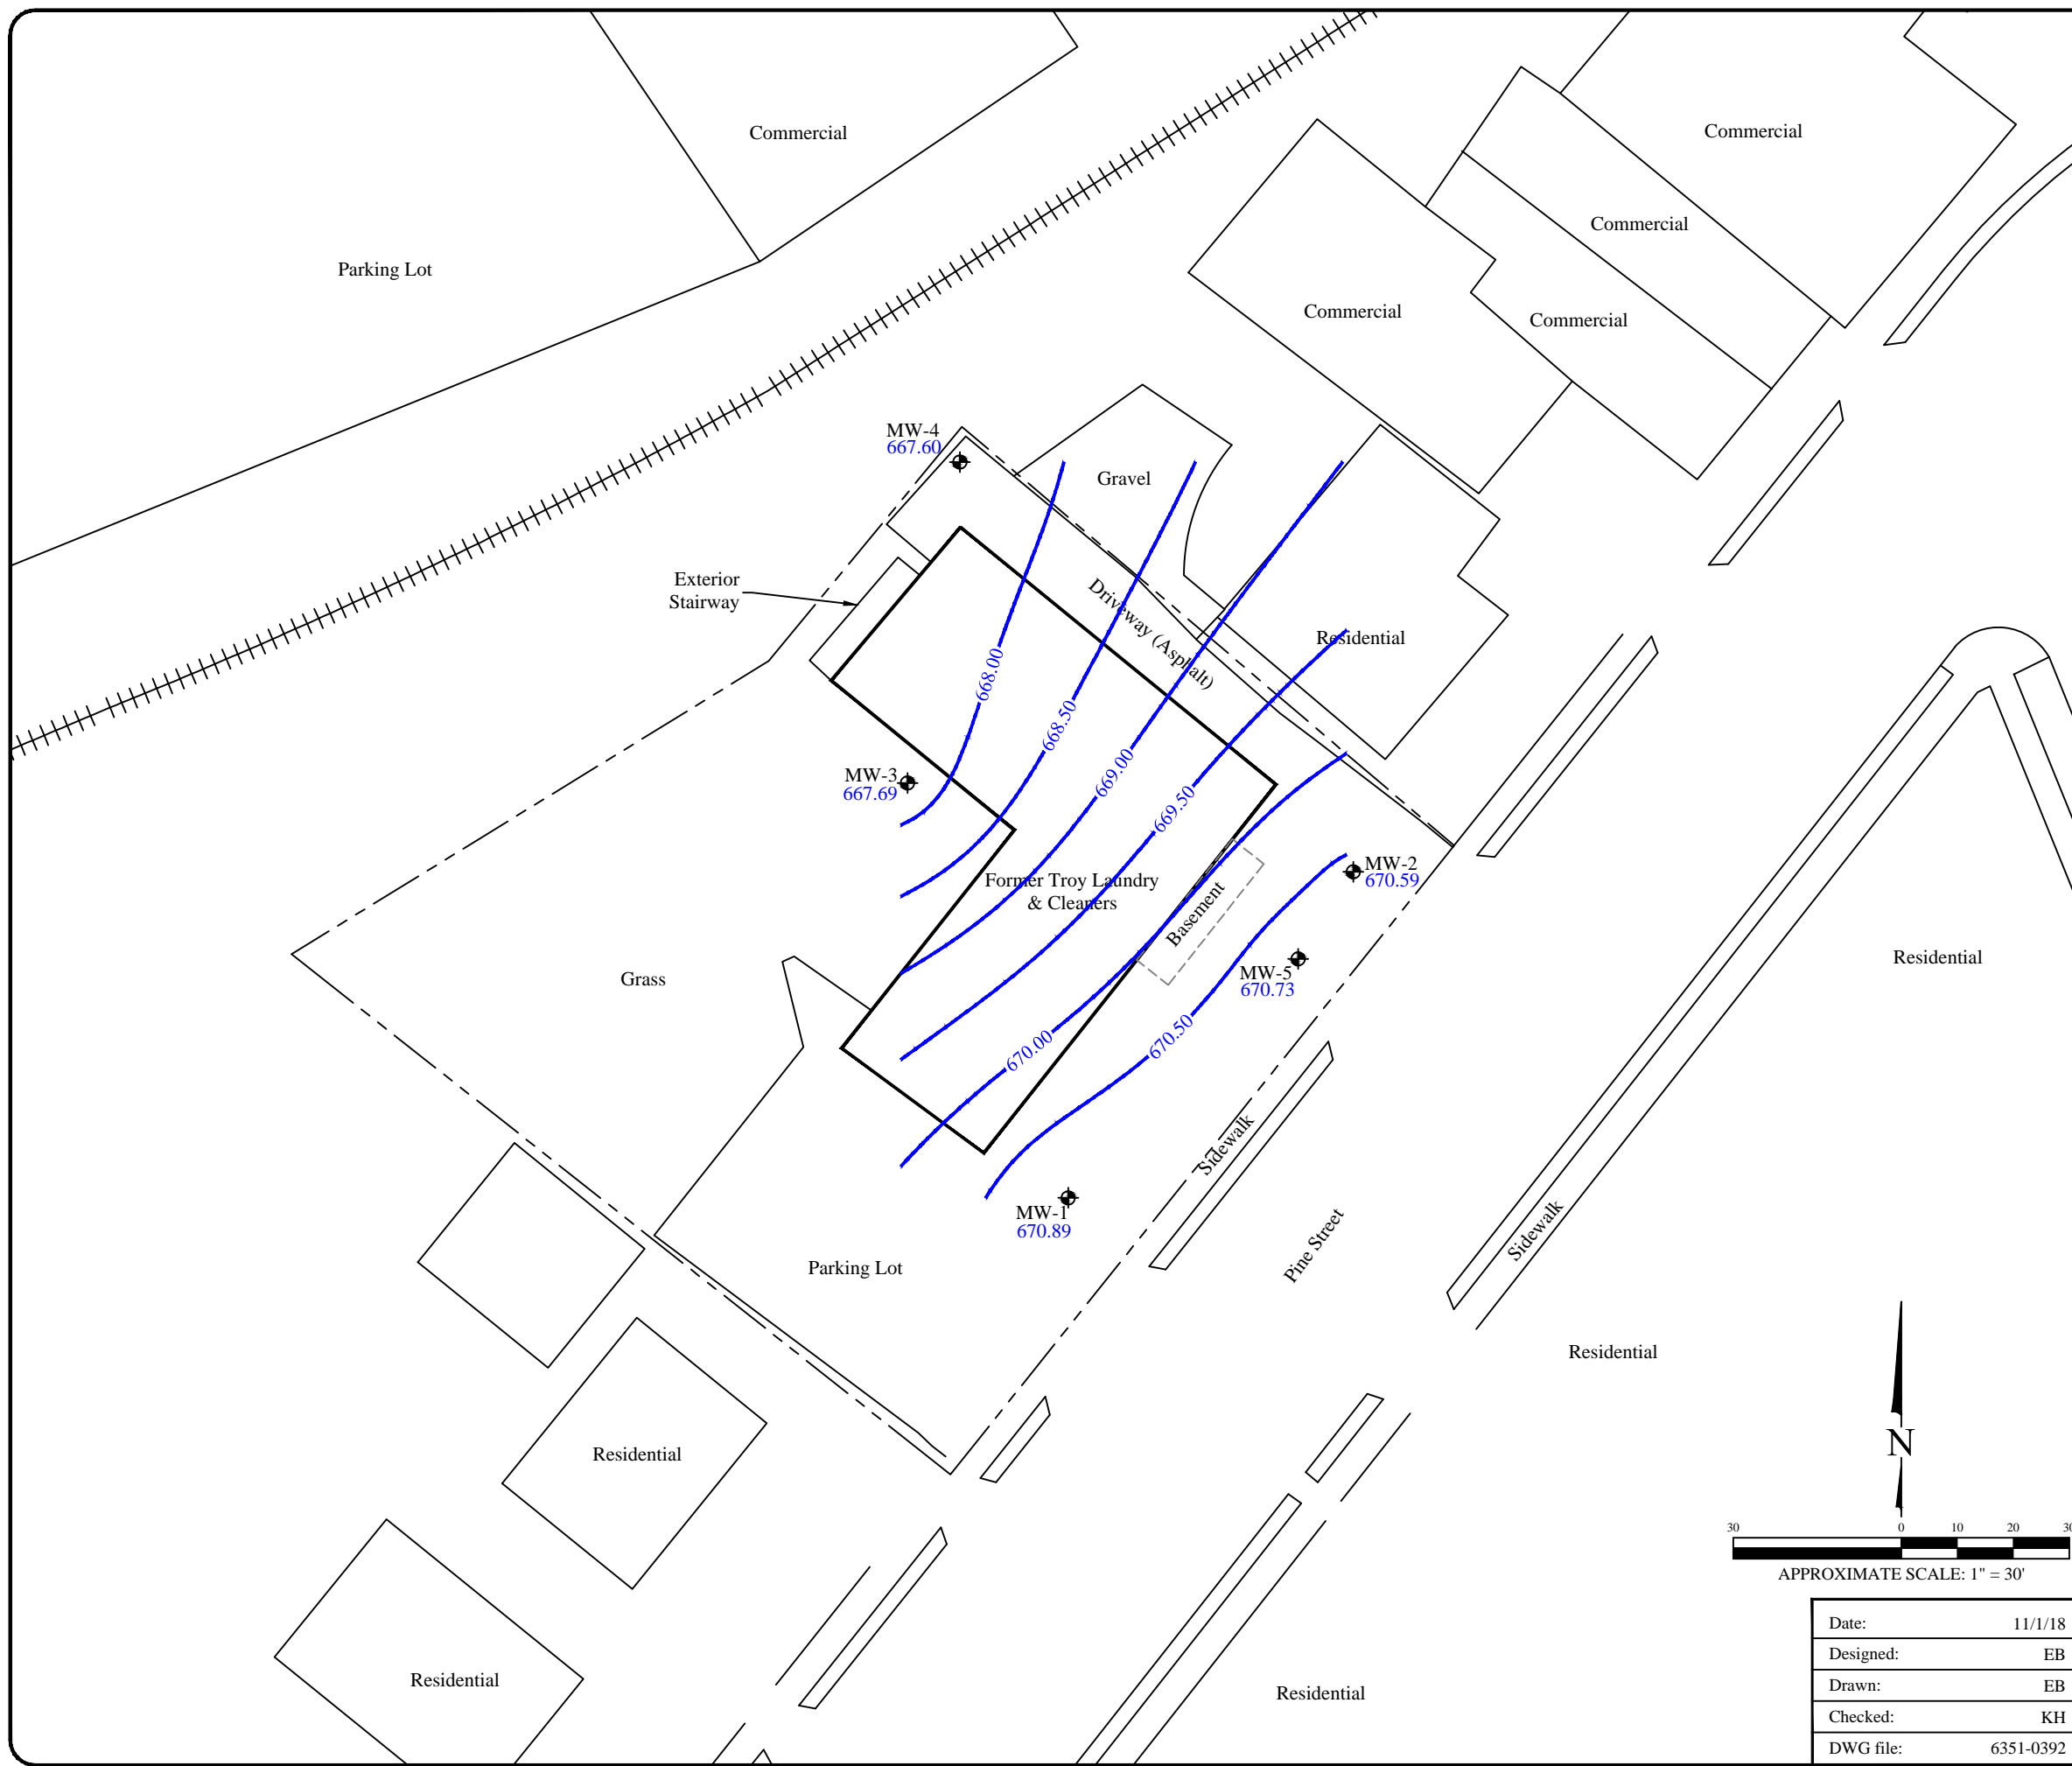 Commercial
Commercial
Commercial
Parking Lot
Commercial
Commercial
MW-4
667.60
Gravel
Exterior
Stairway
Driveway (Asphalt)
Residential
668.00
668.50
669.00
669.50
MW-3
667.69
Former Troy Laundry
& Cleaners
MW-2
670.59
Basement
MW-5
670.73
Grass
Residential
670.00
670.50
Sidewalk
MW-1
670.89
Parking Lot
Pine Street
Sidewalk
Residential
Residential
N
30
0
10
20
APPROXIMATE SCALE: 1" = 30'
Residential
Residential
Date: 11/1/18
Designed: EB
Drawn: EB
Checked: KH
DWG file: 6351-0392